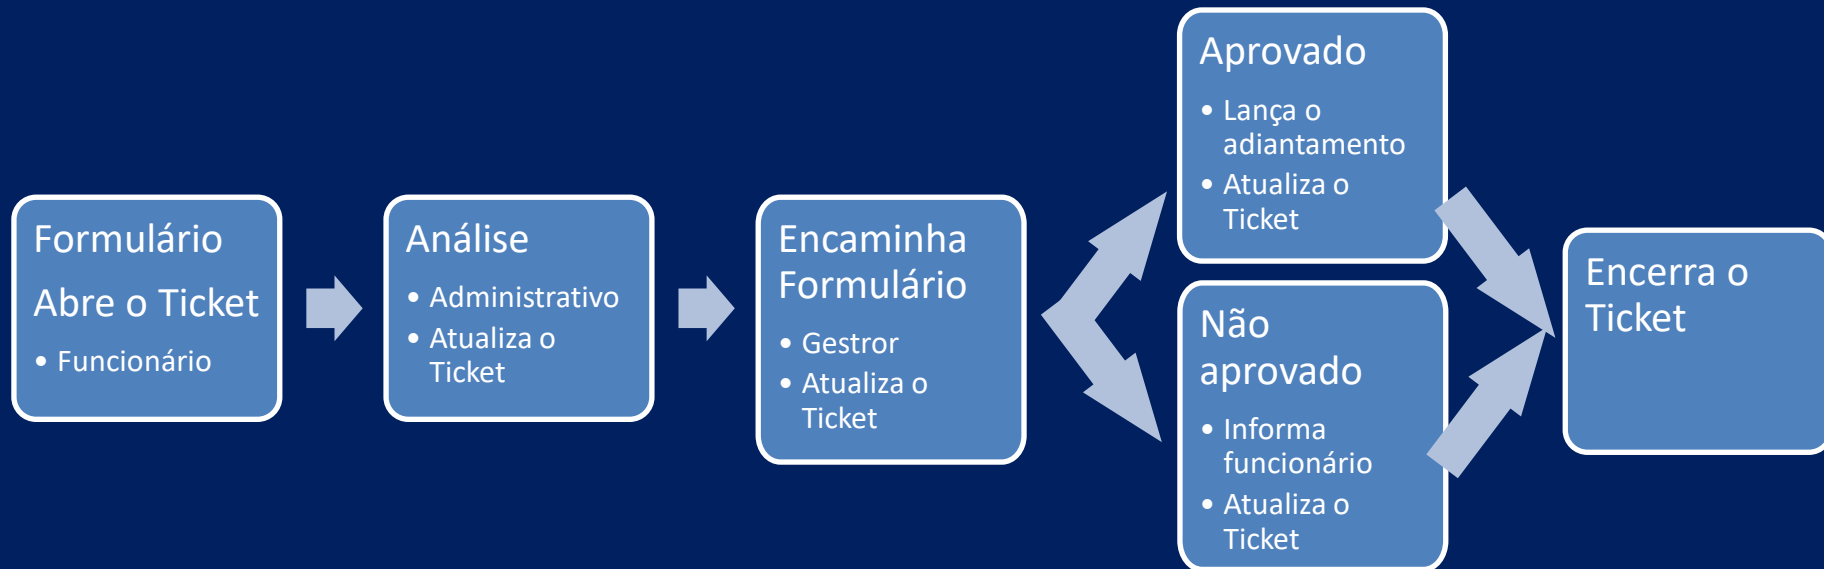 Formulário
Abre o Ticket
• Funcionário
Análise
• Administrativo
• Atualiza o
Ticket
Encaminha
Formulário
• Gestror
• Atualiza o
Ticket
Aprovado
• Lança o
adiantamento
• Atualiza o
Ticket
Não
aprovado
• Informa
funcionário
• Atualiza o
Ticket
Encerra o
Ticket